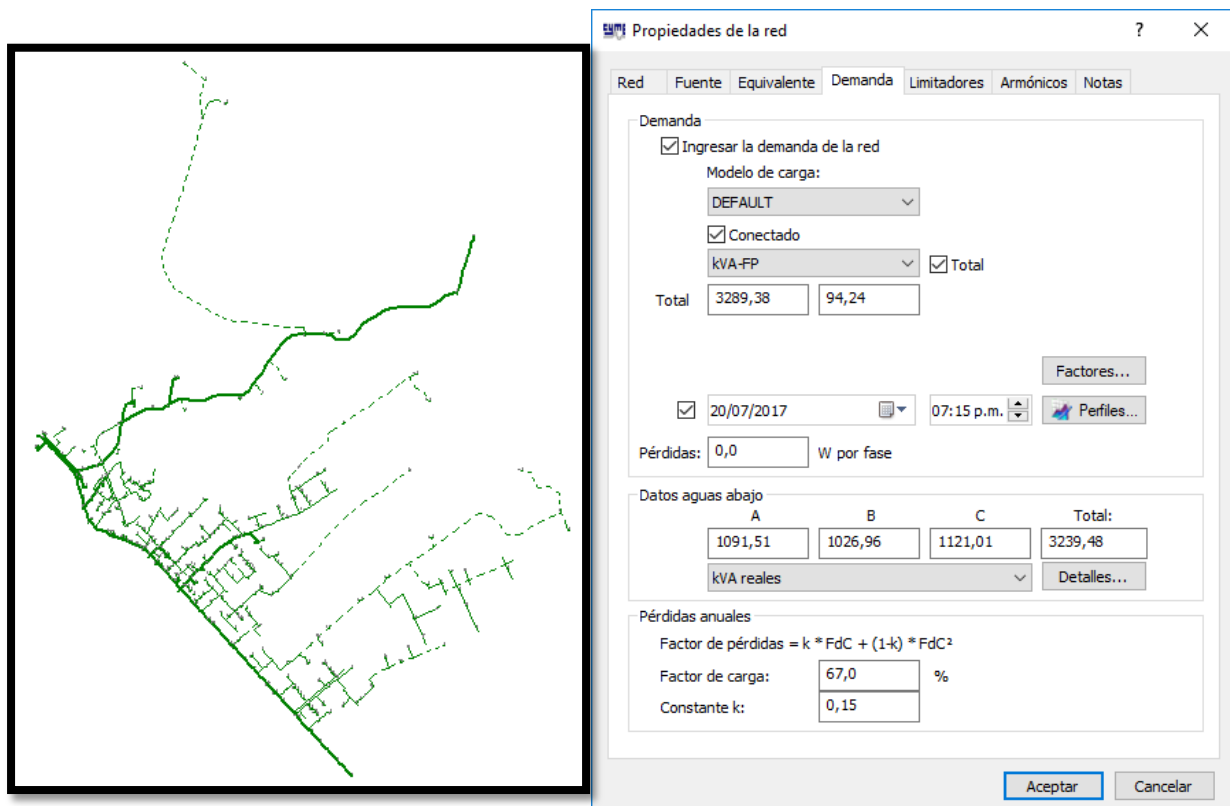 CYME Propiedades de la red ? ×
Red Fuente Equivalente Demanda Limitadores Armónicos Notas
Demanda
Ingresar la demanda de la red
Modelo de carga:
DEFAULT
Conectado
kVA-FP Total
Total 3289,38 94,24
Factores...
20/07/2017 07:15 p.m. Perfiles...
Pérdidas: 0,0 W por fase
Datos aguas abajo
A B C Total:
1091,51 1026,96 1121,01 3239,48
kVA reales Detalles...
Pérdidas anuales
Factor de pérdidas = k * FdC + (1-k) * FdC²
Factor de carga: 67,0 %
Constante k: 0,15
Aceptar Cancelar